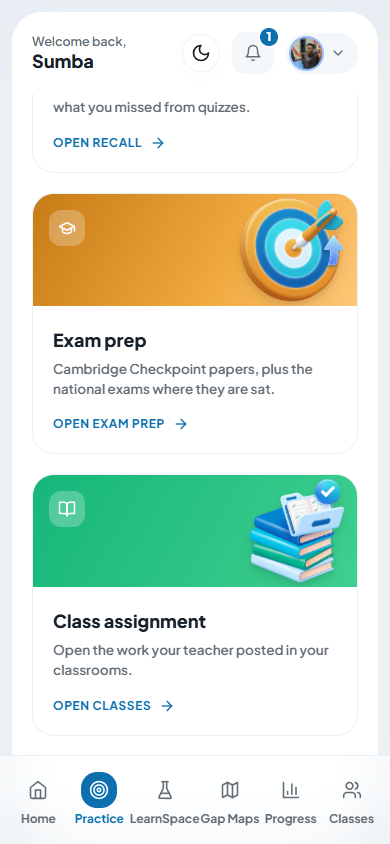 Welcome back,
Sumba
1
what you missed from quizzes.
OPEN RECALL
Exam prep
Cambridge Checkpoint papers, plus the
national exams where they are sat.
OPEN EXAM PREP
Class assignment
Open the work your teacher posted in your
classrooms.
OPEN CLASSES
Home Practice LearnSpace Gap Maps Progress Classes